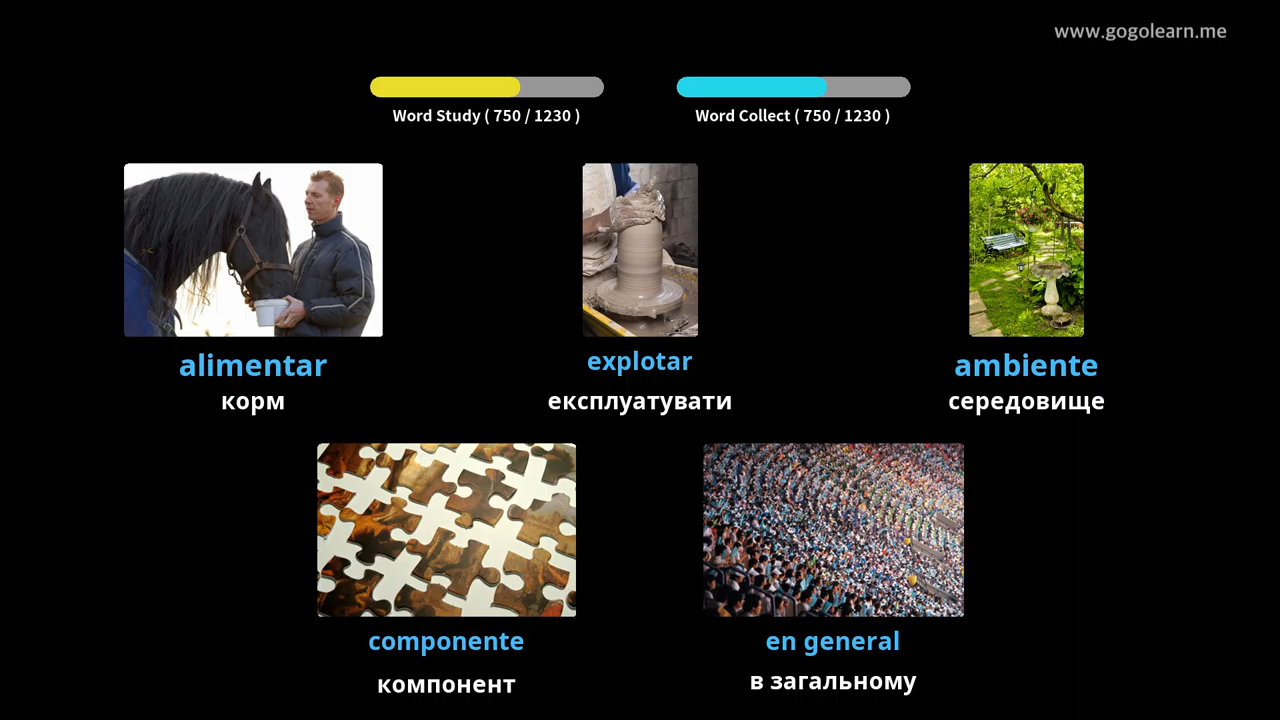 www.gogolearn.me
Word Study ( 750 / 1230 )
Word Collect ( 750 / 1230 )
alimentar
корм
explotar
експлуатувати
ambiente
середовище
componente
компонент
en general
в загальному